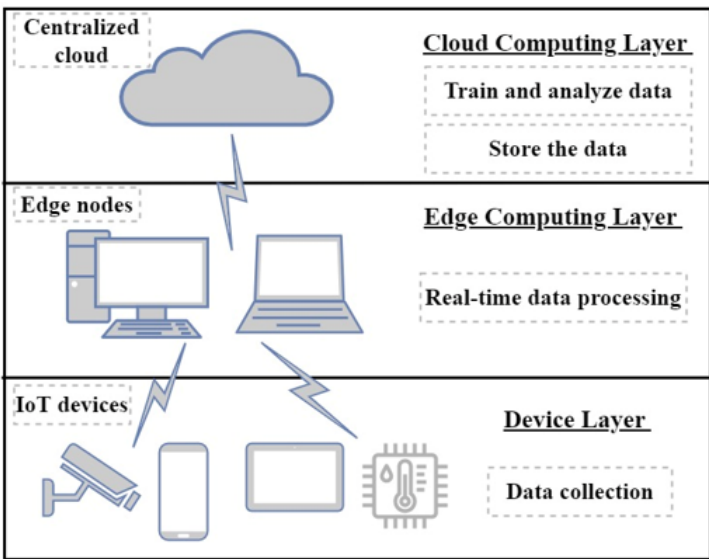 Centralized
cloud
Cloud Computing Layer
Train and analyze data
Store the data
Edge nodes
Edge Computing Layer
Real-time data processing
IoT devices
Device Layer
Data collection